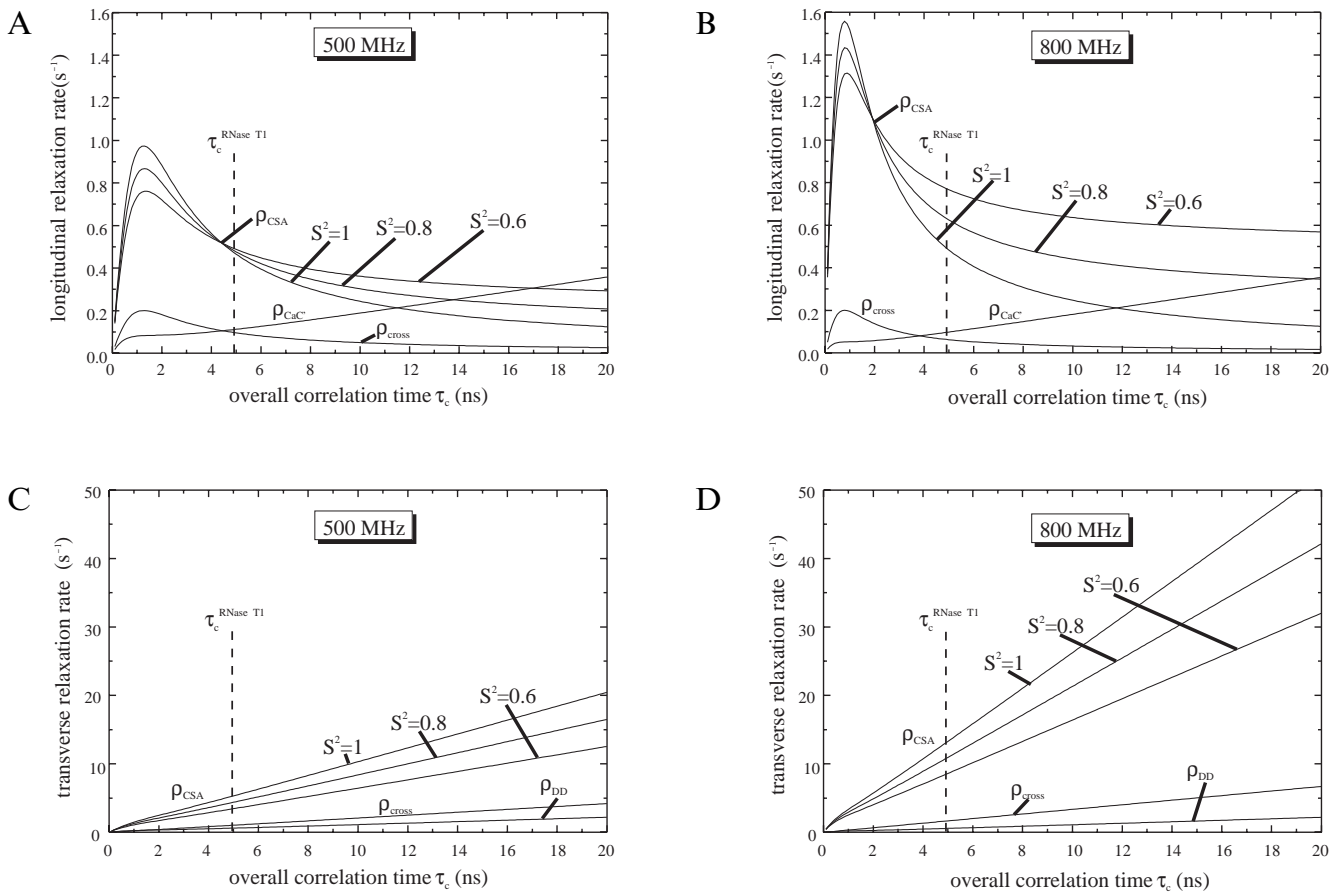 A
500 MHz
longitudinal relaxation rate(s⁻¹)
1.6
1.4
1.2
1.0
0.8
0.6
0.4
0.2
0.0
τc RNase T1
ρCSA
S²=1
S²=0.8
S²=0.6
ρCaC'
ρcross
0 2 4 6 8 10 12 14 16 18 20
overall correlation time τc (ns)
B
800 MHz
longitudinal relaxation rate(s⁻¹)
1.6
1.4
1.2
1.0
0.8
0.6
0.4
0.2
0.0
ρCSA
τc RNase T1
S²=1
S²=0.8
S²=0.6
ρcross
ρCaC'
0 2 4 6 8 10 12 14 16 18 20
overall correlation time τc (ns)
C
500 MHz
transverse relaxation rate (s⁻¹)
50
40
30
20
10
0
τc RNase T1
S²=0.6
S²=0.8
S²=1
ρCSA
ρcross
ρDD
0 2 4 6 8 10 12 14 16 18 20
overall correlation time τc (ns)
D
800 MHz
transverse relaxation rate (s⁻¹)
50
40
30
20
10
0
τc RNase T1
S²=0.6
S²=0.8
S²=1
ρCSA
ρcross
ρDD
0 2 4 6 8 10 12 14 16 18 20
overall correlation time τc (ns)